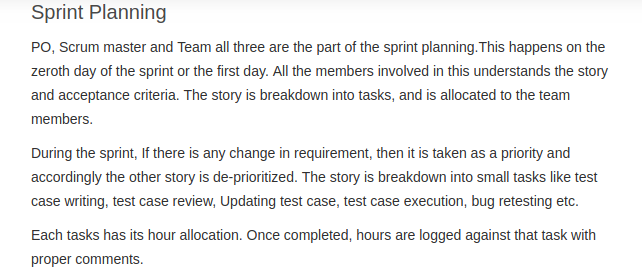 Sprint Planning
PO, Scrum master and Team all three are the part of the sprint planning.This happens on the
zeroth day of the sprint or the first day. All the members involved in this understands the story
and acceptance criteria. The story is breakdown into tasks, and is allocated to the team
members.
During the sprint, If there is any change in requirement, then it is taken as a priority and
accordingly the other story is de-prioritized. The story is breakdown into small tasks like test
case writing, test case review, Updating test case, test case execution, bug retesting etc.
Each tasks has its hour allocation. Once completed, hours are logged against that task with
proper comments.